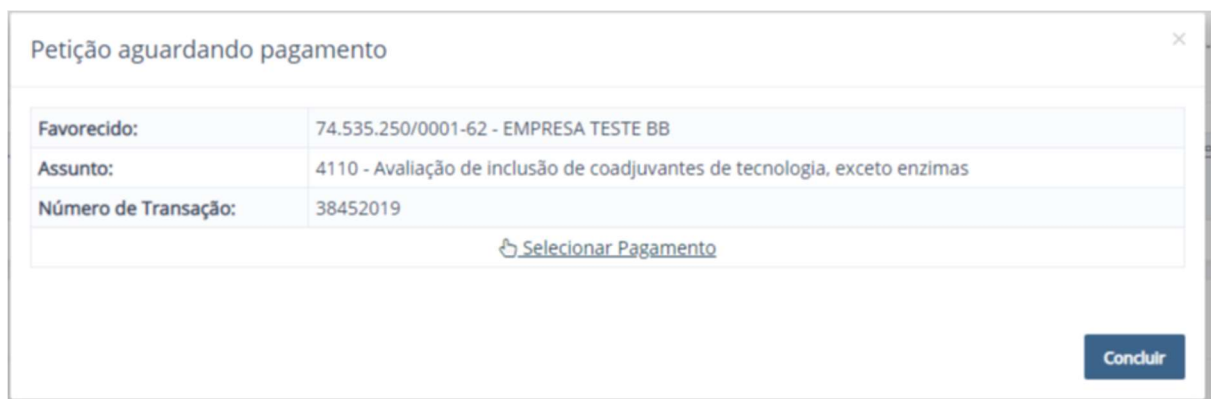 Petição aguardando pagamento
Favorecido: 74.535.250/0001-62 - EMPRESA TESTE BB
Assunto: 4110 - Avaliação de inclusão de coadjuvantes de tecnologia, exceto enzimas
Número de Transação: 38452019
Selecionar Pagamento
Concluir